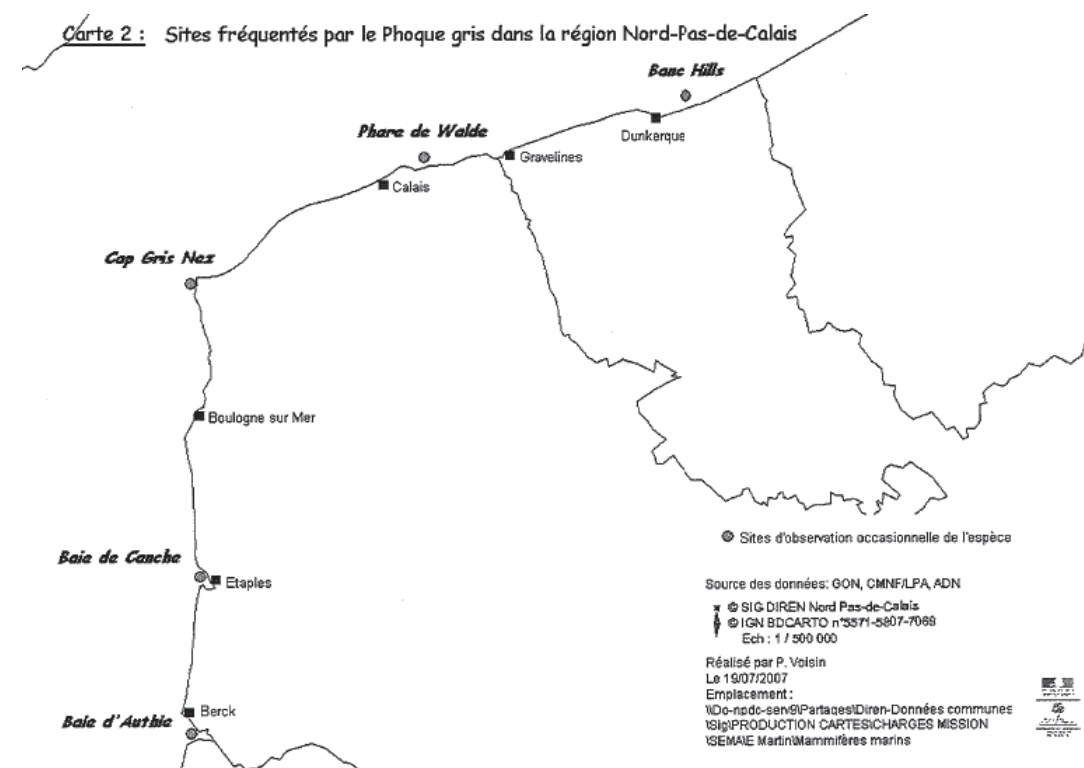 Carte 2 : Sites fréquentés par le Phoque gris dans la région Nord-Pas-de-Calais
Banc Hills
Dunkerque
Phare de Walde
Gravelines
Calais
Cap Gris Nez
Boulogne sur Mer
Baie de Canche
Etaples
Baie d'Authie
Berck
Sites d'observation occasionnelle de l'espèce
Source des données: GON, CMNF/LPA, ADN
© SIG DIREN Nord Pas-de-Calais
© IGN BDCARTO n°5571-5807-7069
Ech : 1 / 500 000
Réalisé par P. Voisin
Le 19/07/2007
Emplacement :
\\Do-npdc-serv9\Partages\Diren-Données communes
\Sig\PRODUCTION CARTES\CHARGES MISSION
\SEMA\E Martin\Mammifères marins